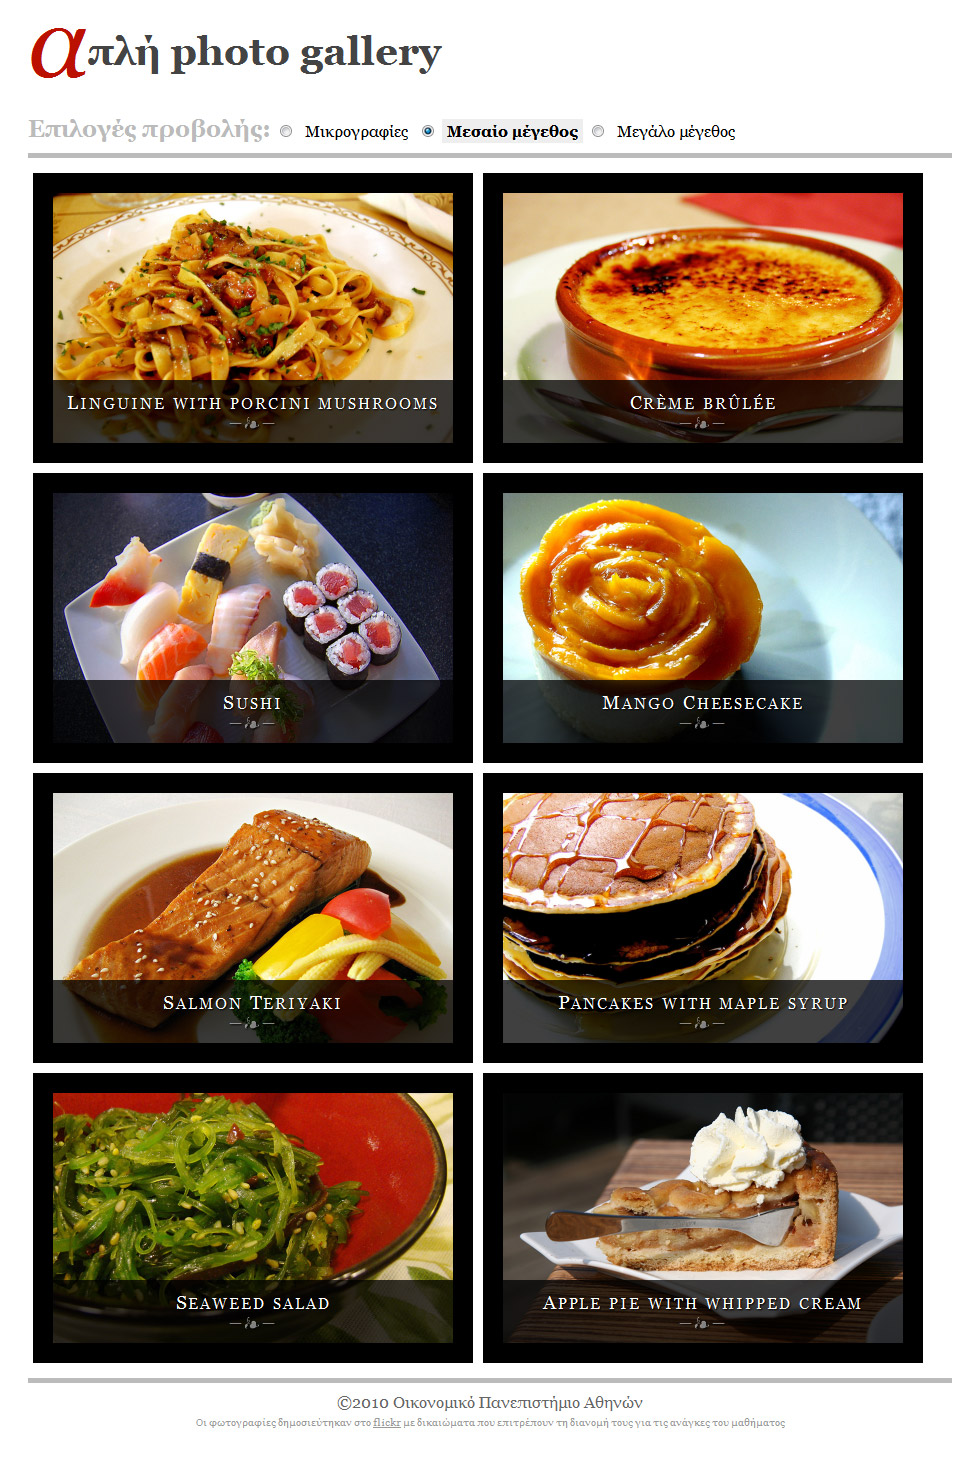 απλή photo gallery
Επιλογές προβολής: Μικρογραφίες Μεσαίο μέγεθος Μεγάλο μέγεθος
Linguine with porcini mushrooms
Crème brûlée
Sushi
Mango Cheesecake
Salmon Teriyaki
Pancakes with maple syrup
Seaweed salad
Apple pie with whipped cream
©2010 Οικονομικό Πανεπιστήμιο Αθηνών
Οι φωτογραφίες δημοσιεύτηκαν στο flickr με δικαιώματα που επιτρέπουν τη διανομή τους για τις ανάγκες του μαθήματος